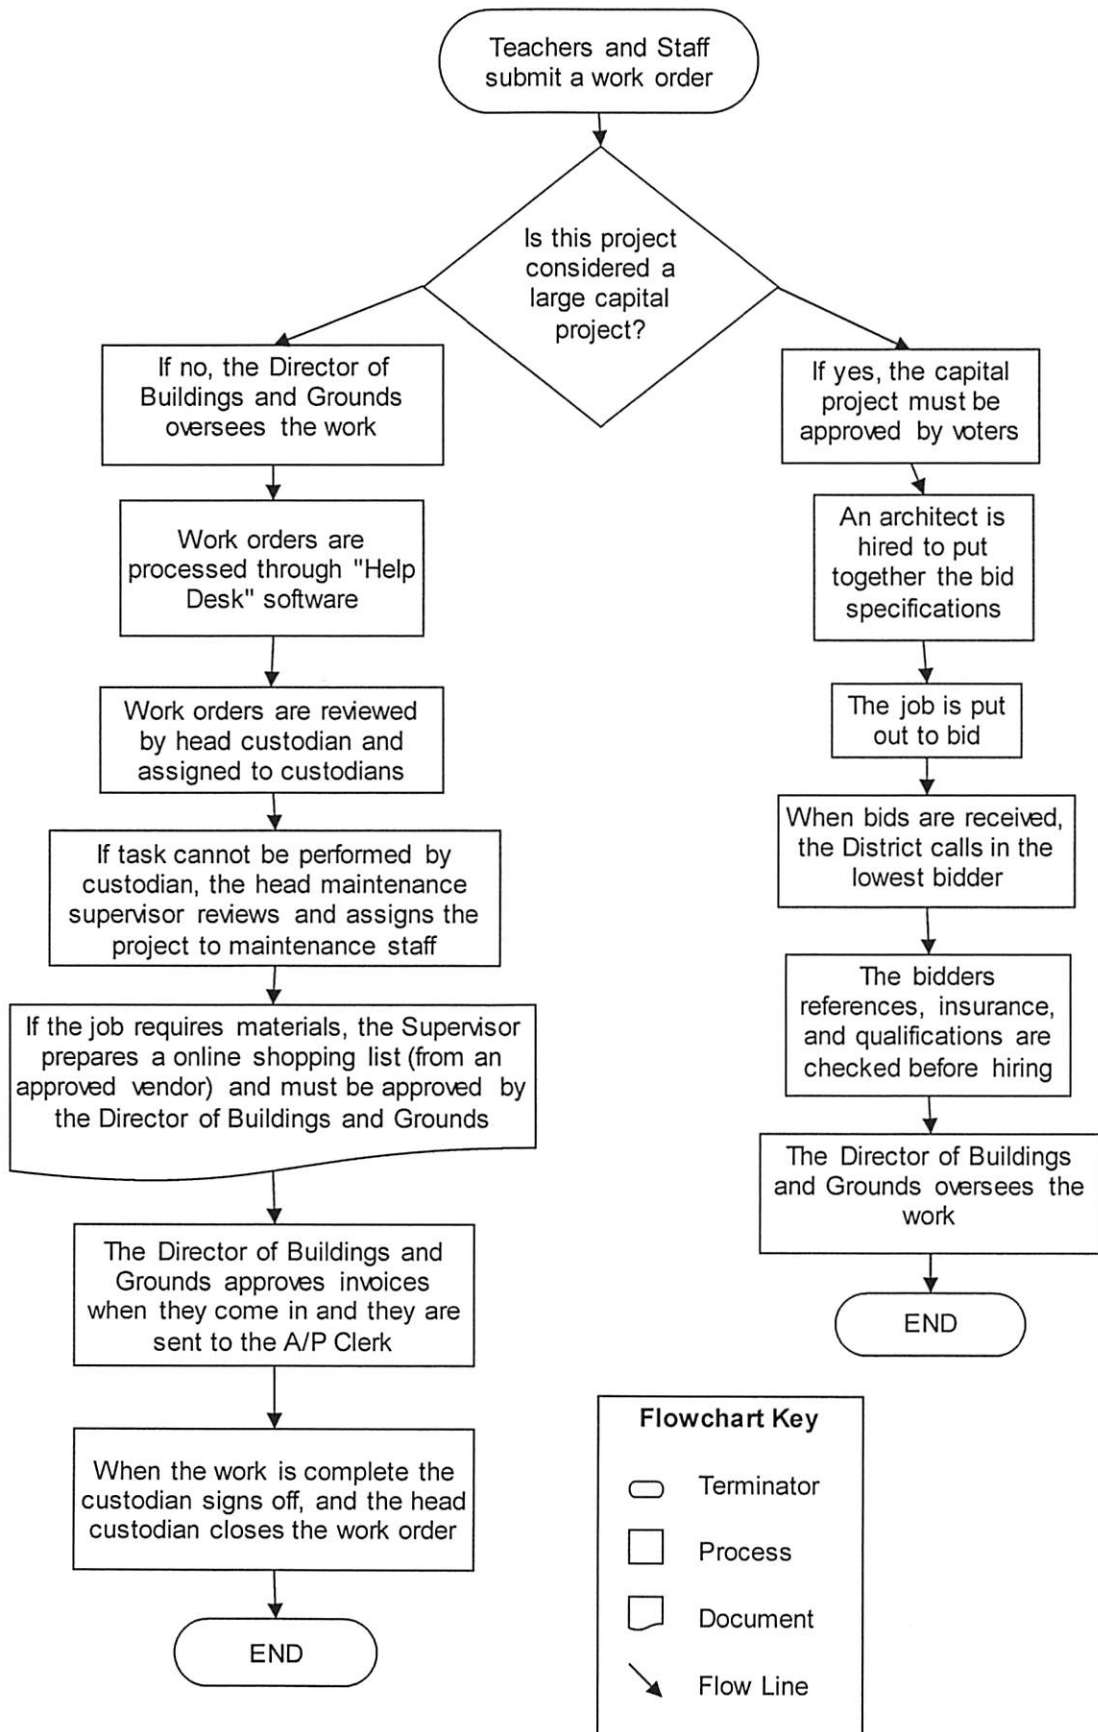 Teachers and Staff
submit a work order
Is this project
considered a
large capital
project?
If no, the Director of
Buildings and Grounds
oversees the work
Work orders are
processed through "Help
Desk" software
Work orders are reviewed
by head custodian and
assigned to custodians
If task cannot be performed by
custodian, the head maintenance
supervisor reviews and assigns the
project to maintenance staff
If the job requires materials, the Supervisor
prepares a online shopping list (from an
approved vendor) and must be approved by
the Director of Buildings and Grounds
The Director of Buildings and
Grounds approves invoices
when they come in and they are
sent to the A/P Clerk
When the work is complete the
custodian signs off, and the head
custodian closes the work order
END
If yes, the capital
project must be
approved by voters
An architect is
hired to put
together the bid
specifications
The job is put
out to bid
When bids are received,
the District calls in the
lowest bidder
The bidders
references, insurance,
and qualifications are
checked before hiring
The Director of Buildings
and Grounds oversees the
work
END
Flowchart Key
Terminator
Process
Document
Flow Line